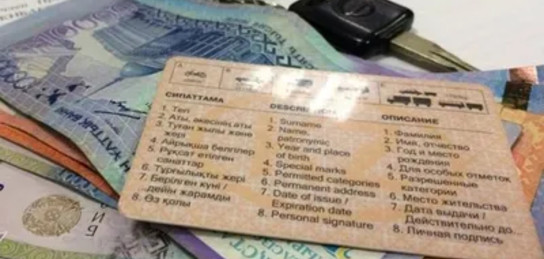 СИПАТТАМА
1. Тегі
2. Аты, әкесінің аты
3. Туған жылы және
жері
4. Айрықша белгілер
5. Рұқсат етілген
санаттар
6. Тұрғылықты жері
7. Берілген күні /
дейін жарамды
8. Өз қолы
DESCRIPTION
1. Surname
2. Name,
patronymic
3. Year and place
of birth
4. Special marks
5. Permitted categories
6. Permanent address
7. Date of issue /
Expiration date
8. Personal signature
ОПИСАНИЕ
1. Фамилия
2. Имя, отчество
3. Год и место
рождения
4. Для особых отметок
5. Разрешенные
категории
6. Место жительства
7. Дата выдачи /
Действительно до
8. Личная подпись